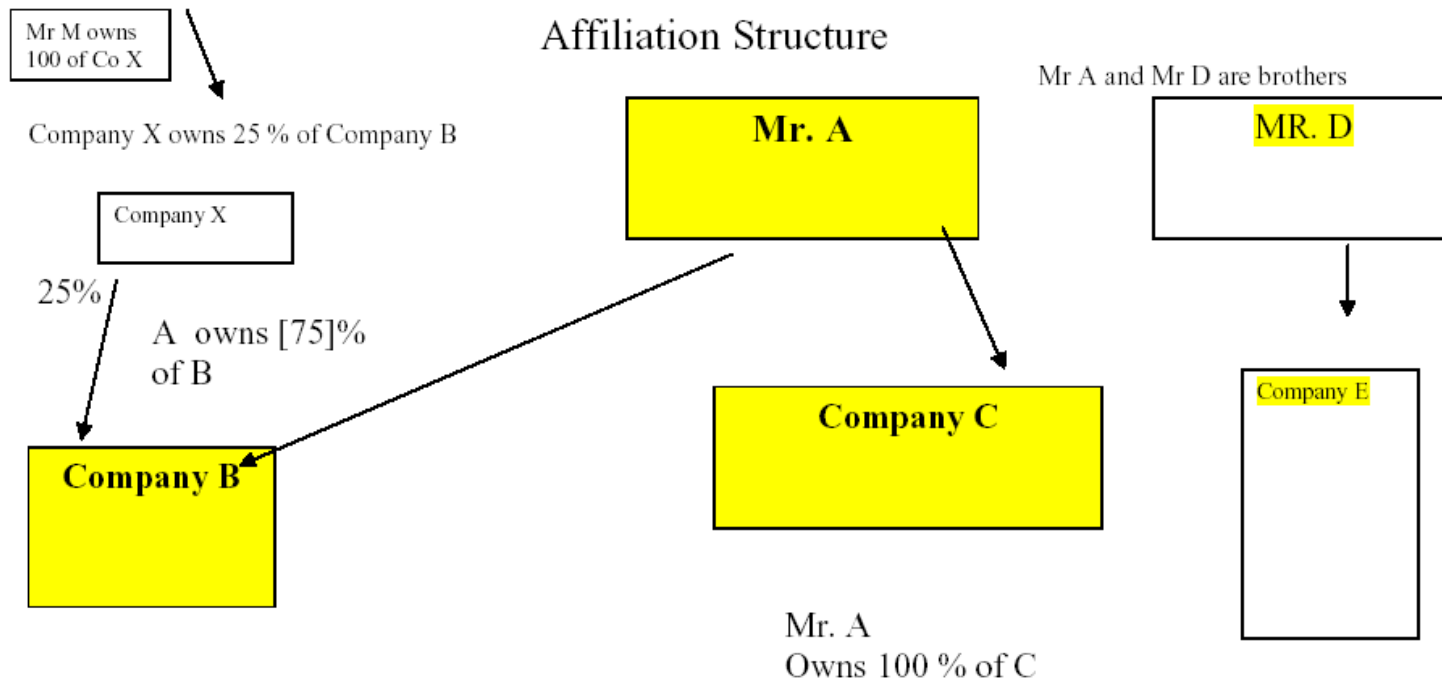 Affiliation Structure
Mr M owns
100 of Co X
Mr A and Mr D are brothers
Company X owns 25 % of Company B
Mr. A
MR. D
Company X
25%
A owns [75]%
of B
Company C
Company E
Company B
Mr. A
Owns 100 % of C